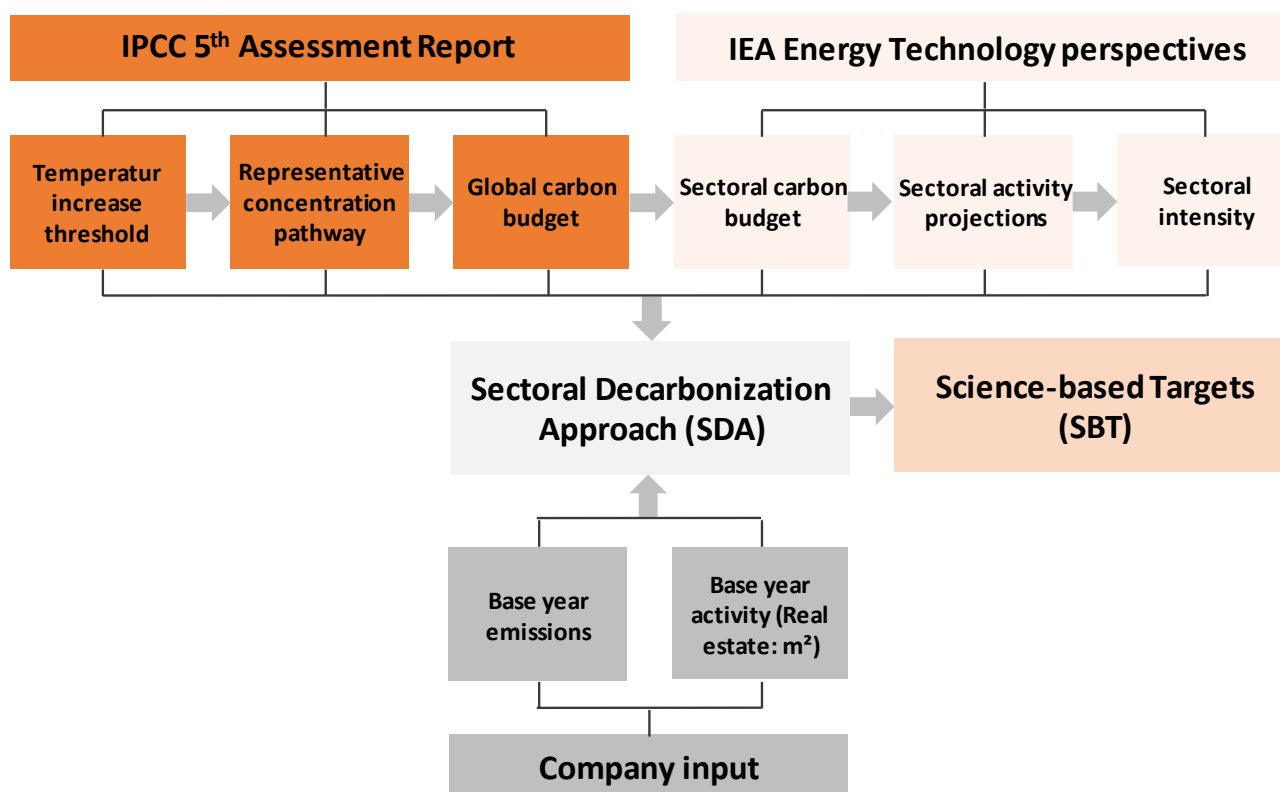 IPCC 5th Assessment Report
IEA Energy Technology perspectives
Temperatur
increase
threshold
Representative
concentration
pathway
Global carbon
budget
Sectoral carbon
budget
Sectoral activity
projections
Sectoral
intensity
Sectoral Decarbonization
Approach (SDA)
Science-based Targets
(SBT)
Base year
emissions
Base year
activity (Real
estate: m²)
Company input